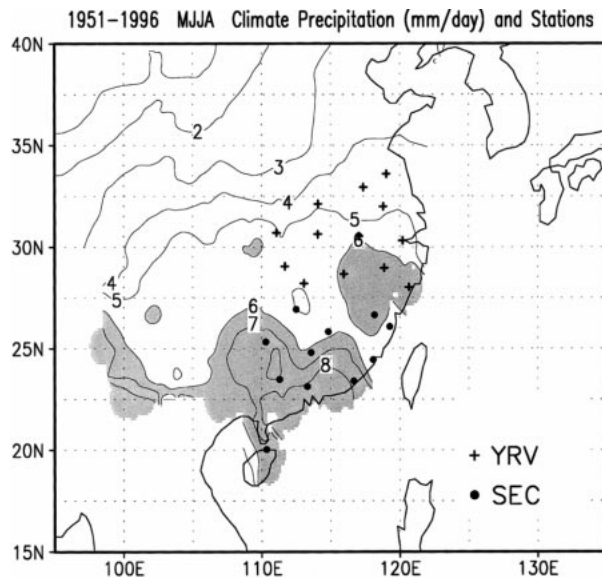 1951-1996 MJJA Climate Precipitation (mm/day) and Stations
40N
2
35N
3
4
5
30N
6
4
5
6
7
25N
8
20N
+ YRV
● SEC
15N
100E 110E 120E 130E